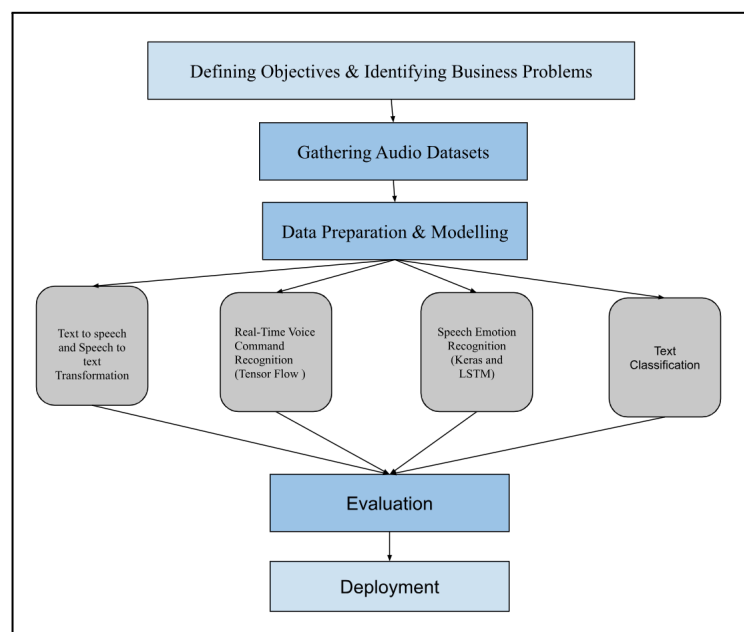 Defining Objectives & Identifying Business Problems
Gathering Audio Datasets
Data Preparation & Modelling
Text to speech
and Speech to
text
Transformation
Real-Time Voice
Command
Recognition
(Tensor Flow )
Speech Emotion
Recognition
(Keras and
LSTM)
Text
Classification
Evaluation
Deployment